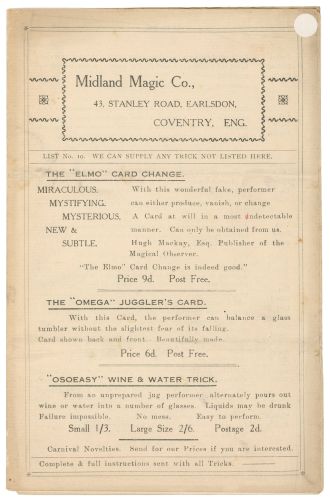 Midland Magic Co.,
43, STANLEY ROAD, EARLSDON,
COVENTRY, ENG.
LIST No. 10. WE CAN SUPPLY ANY TRICK NOT LISTED HERE.
THE "ELMO" CARD CHANGE.
MIRACULOUS.
MYSTIFYING.
MYSTERIOUS,
NEW &
SUBTLE.
With this wonderful fake, performer
can either produce, vanish, or change
A Card at will in a most undetectable
manner. Can only be obtained from us.
Hugh Mackay, Esq. Publisher of the
Magical Observer.
"The Elmo" Card Change is indeed good."
Price 9d. Post Free.
THE "OMEGA" JUGGLER'S CARD.
With this Card, the performer can balance a glass
tumbler without the slightest fear of its falling.
Card shown back and front. Beautifully made.
Price 6d. Post Free.
"OSOEASY" WINE & WATER TRICK.
From an unprepared jug performer alternately pours out
wine or water into a number of glasses. Liquids may be drunk
Failure impossible. No mess. Easy to perform.
Small 1/3. Large Size 2/6. Postage 2d.
Carnival Novelties. Send for our Prices if you are interested.
Complete & full instructions sent with all Tricks.